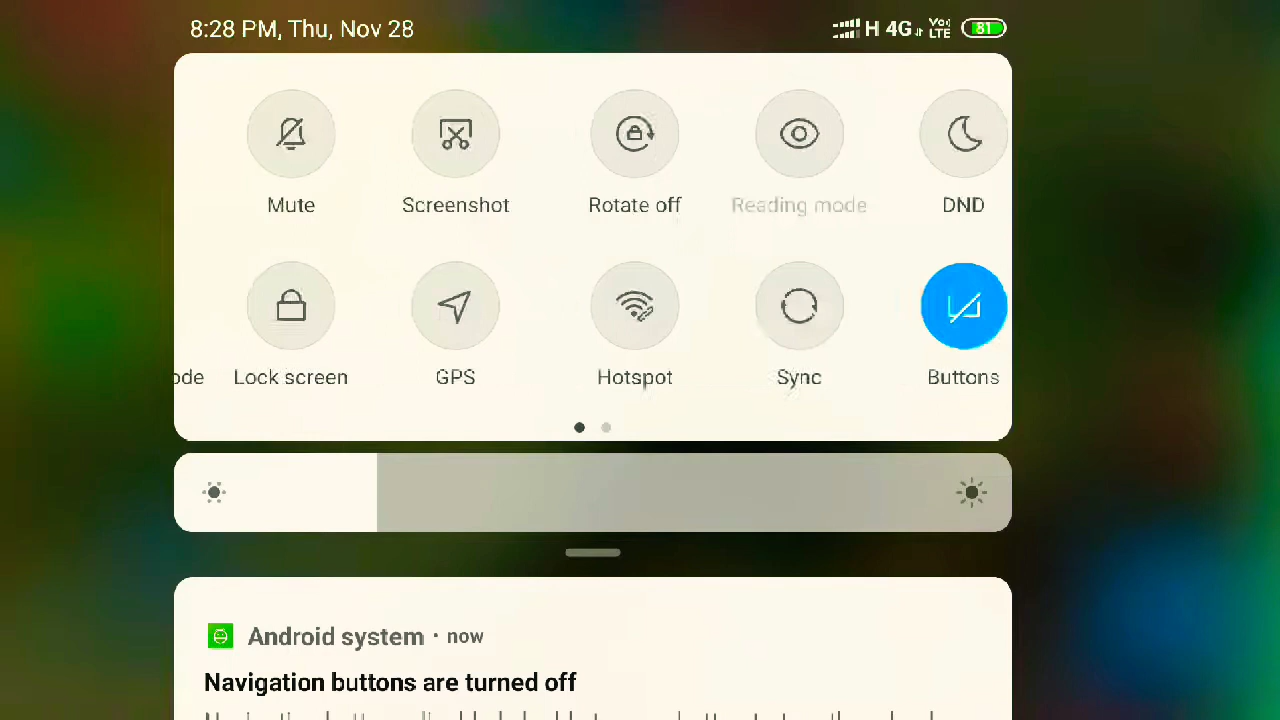 8:28 PM, Thu, Nov 28
H 4G Vo) LTE 81
Mute Screenshot Rotate off Reading mode DND
ode Lock screen GPS Hotspot Sync Buttons
Android system • now
Navigation buttons are turned off